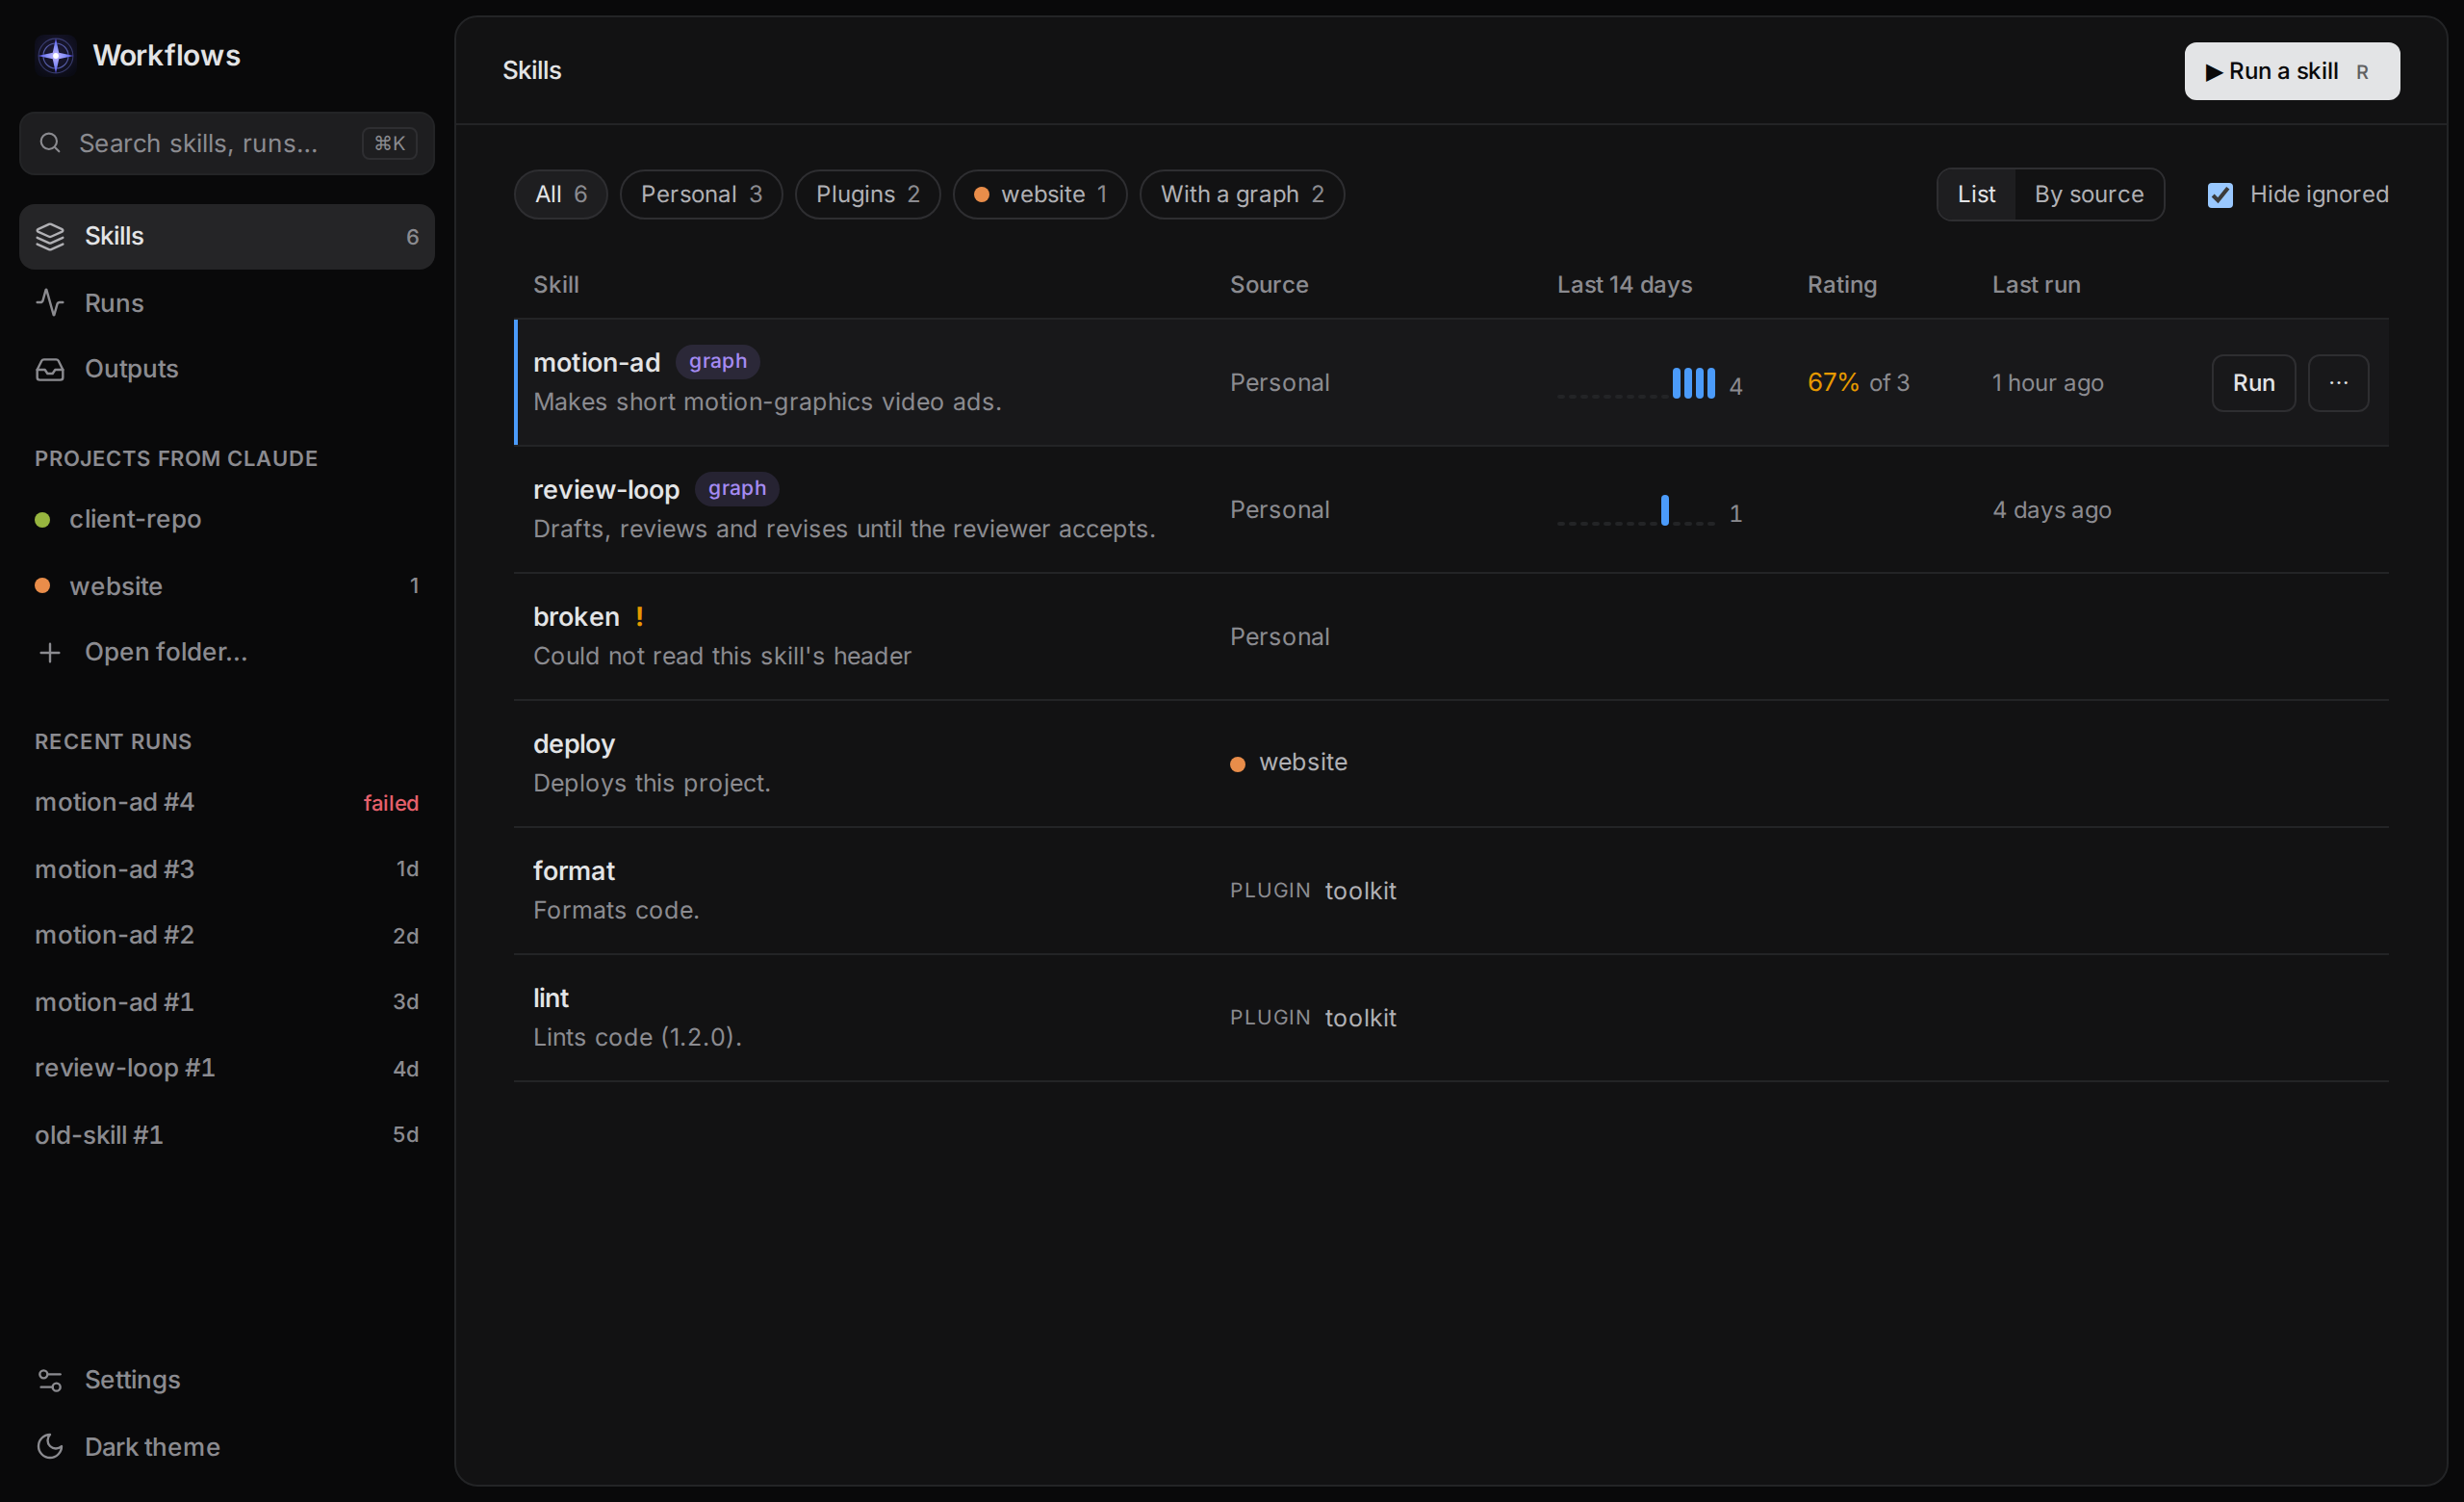 Workflows
Search skills, runs... ⌘K
Skills 6
Runs
Outputs
PROJECTS FROM CLAUDE
client-repo
website 1
Open folder...
RECENT RUNS
motion-ad #4 failed
motion-ad #3 1d
motion-ad #2 2d
motion-ad #1 3d
review-loop #1 4d
old-skill #1 5d
Settings
Dark theme
Skills
▶ Run a skill R
All 6 Personal 3 Plugins 2 website 1 With a graph 2
List By source Hide ignored
Skill Source Last 14 days Rating Last run
motion-ad graph
Makes short motion-graphics video ads.
Personal 4 67% of 3 1 hour ago Run ...
review-loop graph
Drafts, reviews and revises until the reviewer accepts.
Personal 1 4 days ago
broken !
Could not read this skill's header
Personal
deploy
Deploys this project.
website
format
Formats code.
PLUGIN toolkit
lint
Lints code (1.2.0).
PLUGIN toolkit